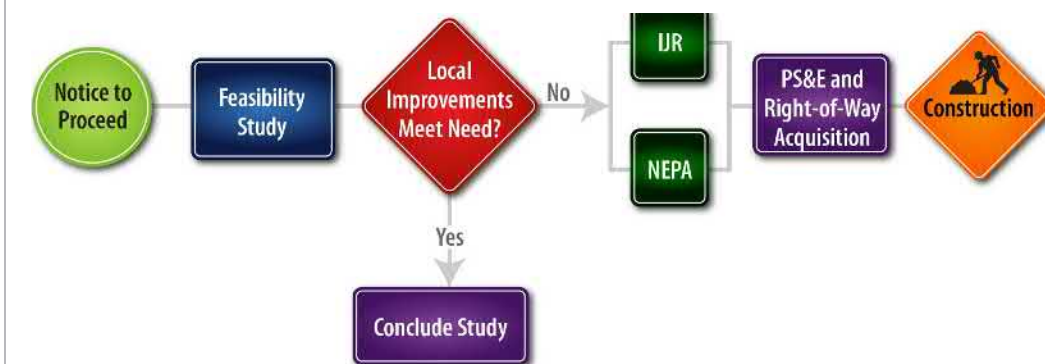 Notice to
Proceed
Feasibility
Study
Local
Improvements
Meet Need?
No
IJR
NEPA
PS&E and
Right-of-Way
Acquisition
Construction
Yes
Conclude Study